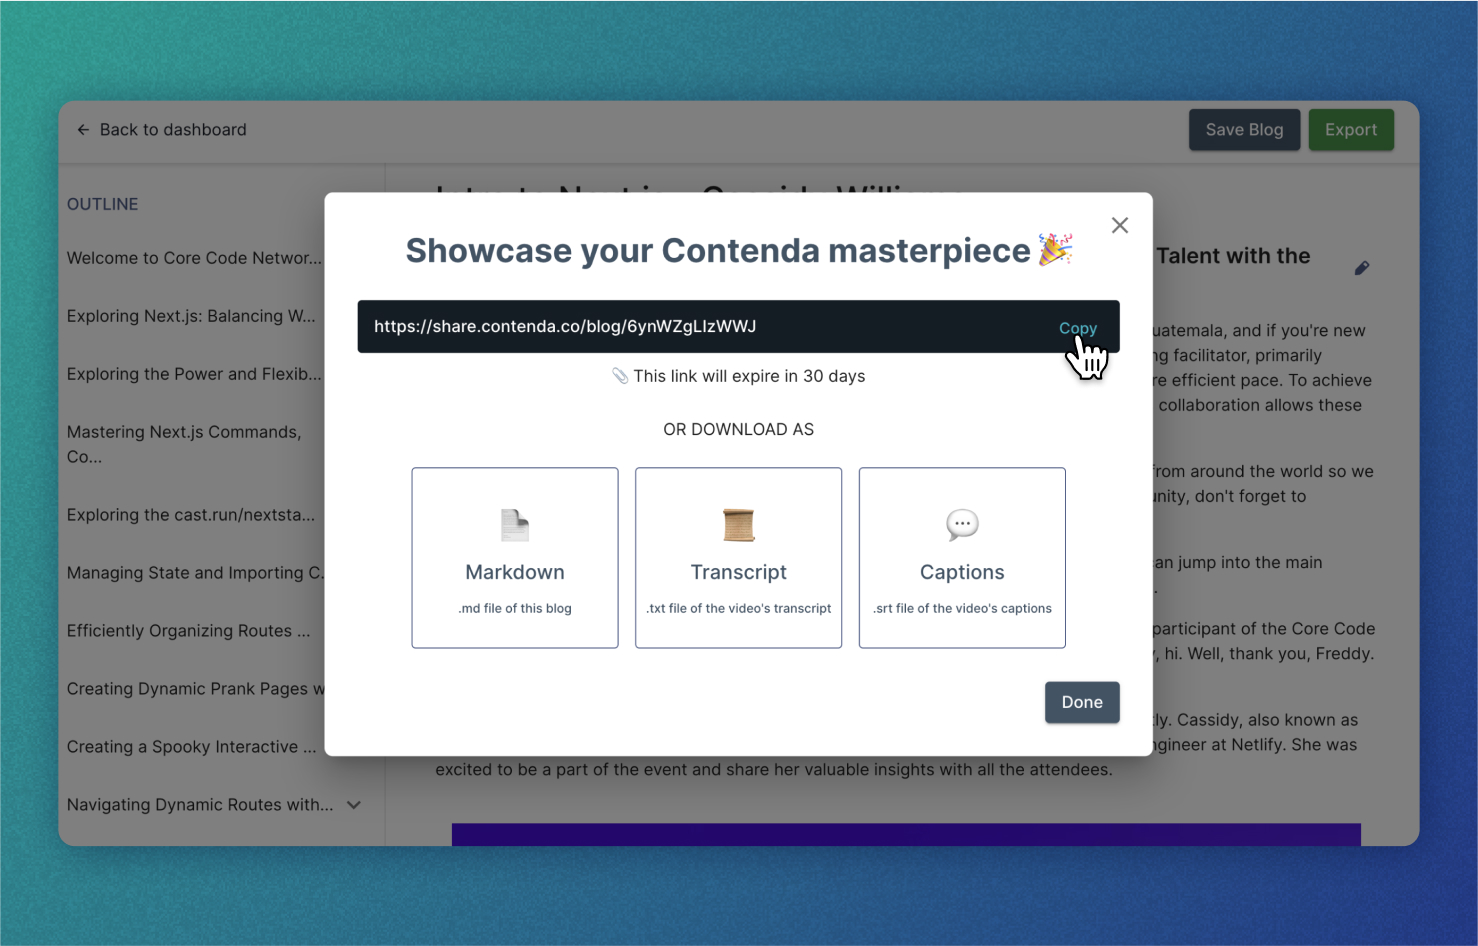 ← Back to dashboard
Save Blog
Export
OUTLINE
Welcome to Core Code Networ...
Exploring Next.js: Balancing W...
Exploring the Power and Flexib...
Mastering Next.js Commands,
Co...
Exploring the cast.run/nextsta...
Managing State and Importing C.
Efficiently Organizing Routes ...
Creating Dynamic Prank Pages w
Creating a Spooky Interactive ...
Navigating Dynamic Routes with...
Showcase your Contenda masterpiece
https://share.contenda.co/blog/6ynWZgLIzWWJ
Copy
This link will expire in 30 days
OR DOWNLOAD AS
Markdown
.md file of this blog
Transcript
.txt file of the video's transcript
Captions
.srt file of the video's captions
Done
Talent with the
uatemala, and if you're new
ng facilitator, primarily
re efficient pace. To achieve
collaboration allows these
from around the world so we
unity, don't forget to
an jump into the main
participant of the Core Code
, hi. Well, thank you, Freddy.
tly. Cassidy, also known as
ngineer at Netlify. She was
excited to be a part of the event and share her valuable insights with all the attendees.